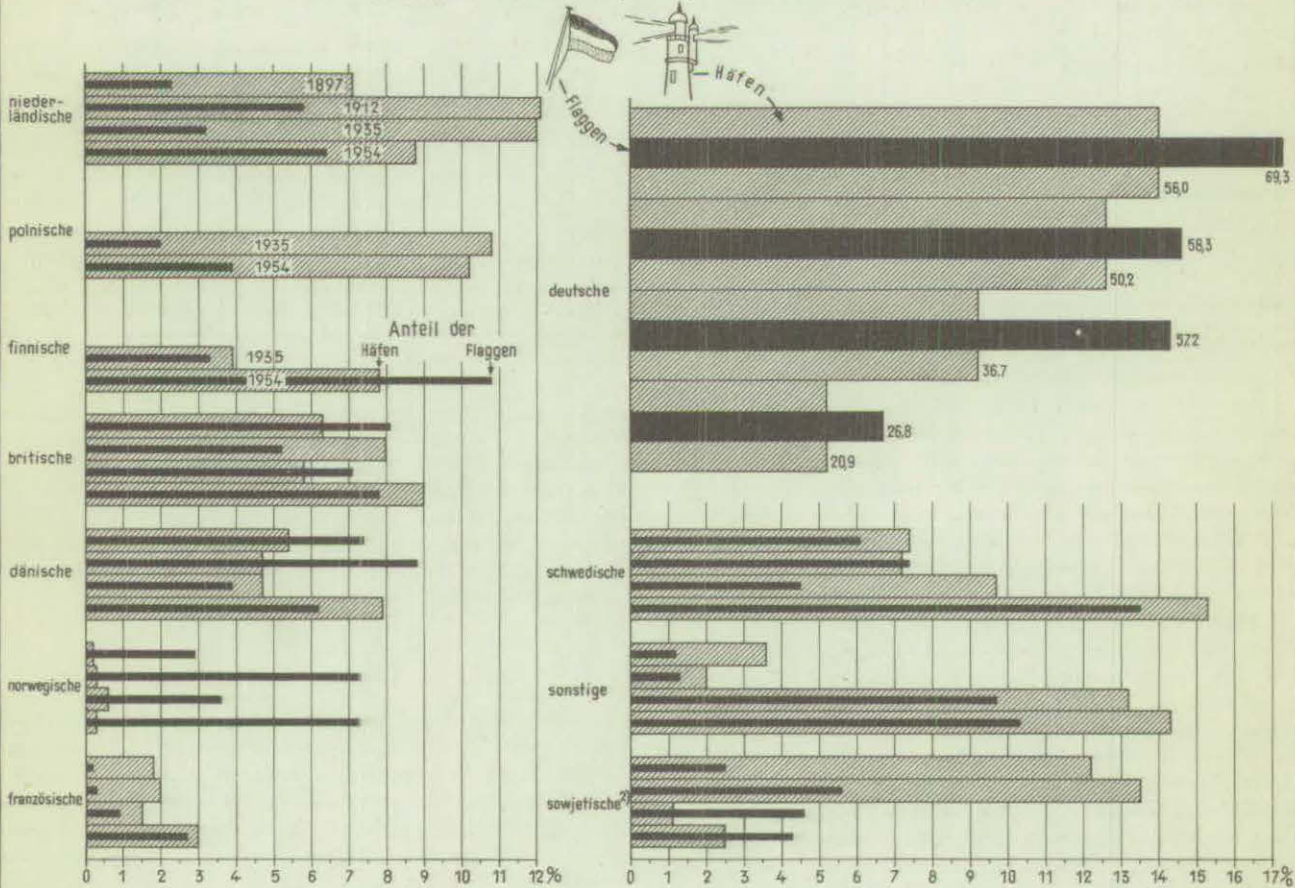 Flaggen
Häfen
nieder-
ländische
1897
1912
1935
1954
polnische
1935
1954
finnische
Anteil der
Häfen Flaggen
1935
1954
britische
dänische
norwegische
französische
0 1 2 3 4 5 6 7 8 9 10 11 12%
deutsche
69,3
56,0
58,3
50,2
57,2
36,7
26,8
20,9
schwedische
sonstige
sowjetische²)
0 1 2 3 4 5 6 7 8 9 10 11 12 13 14 15 16 17%